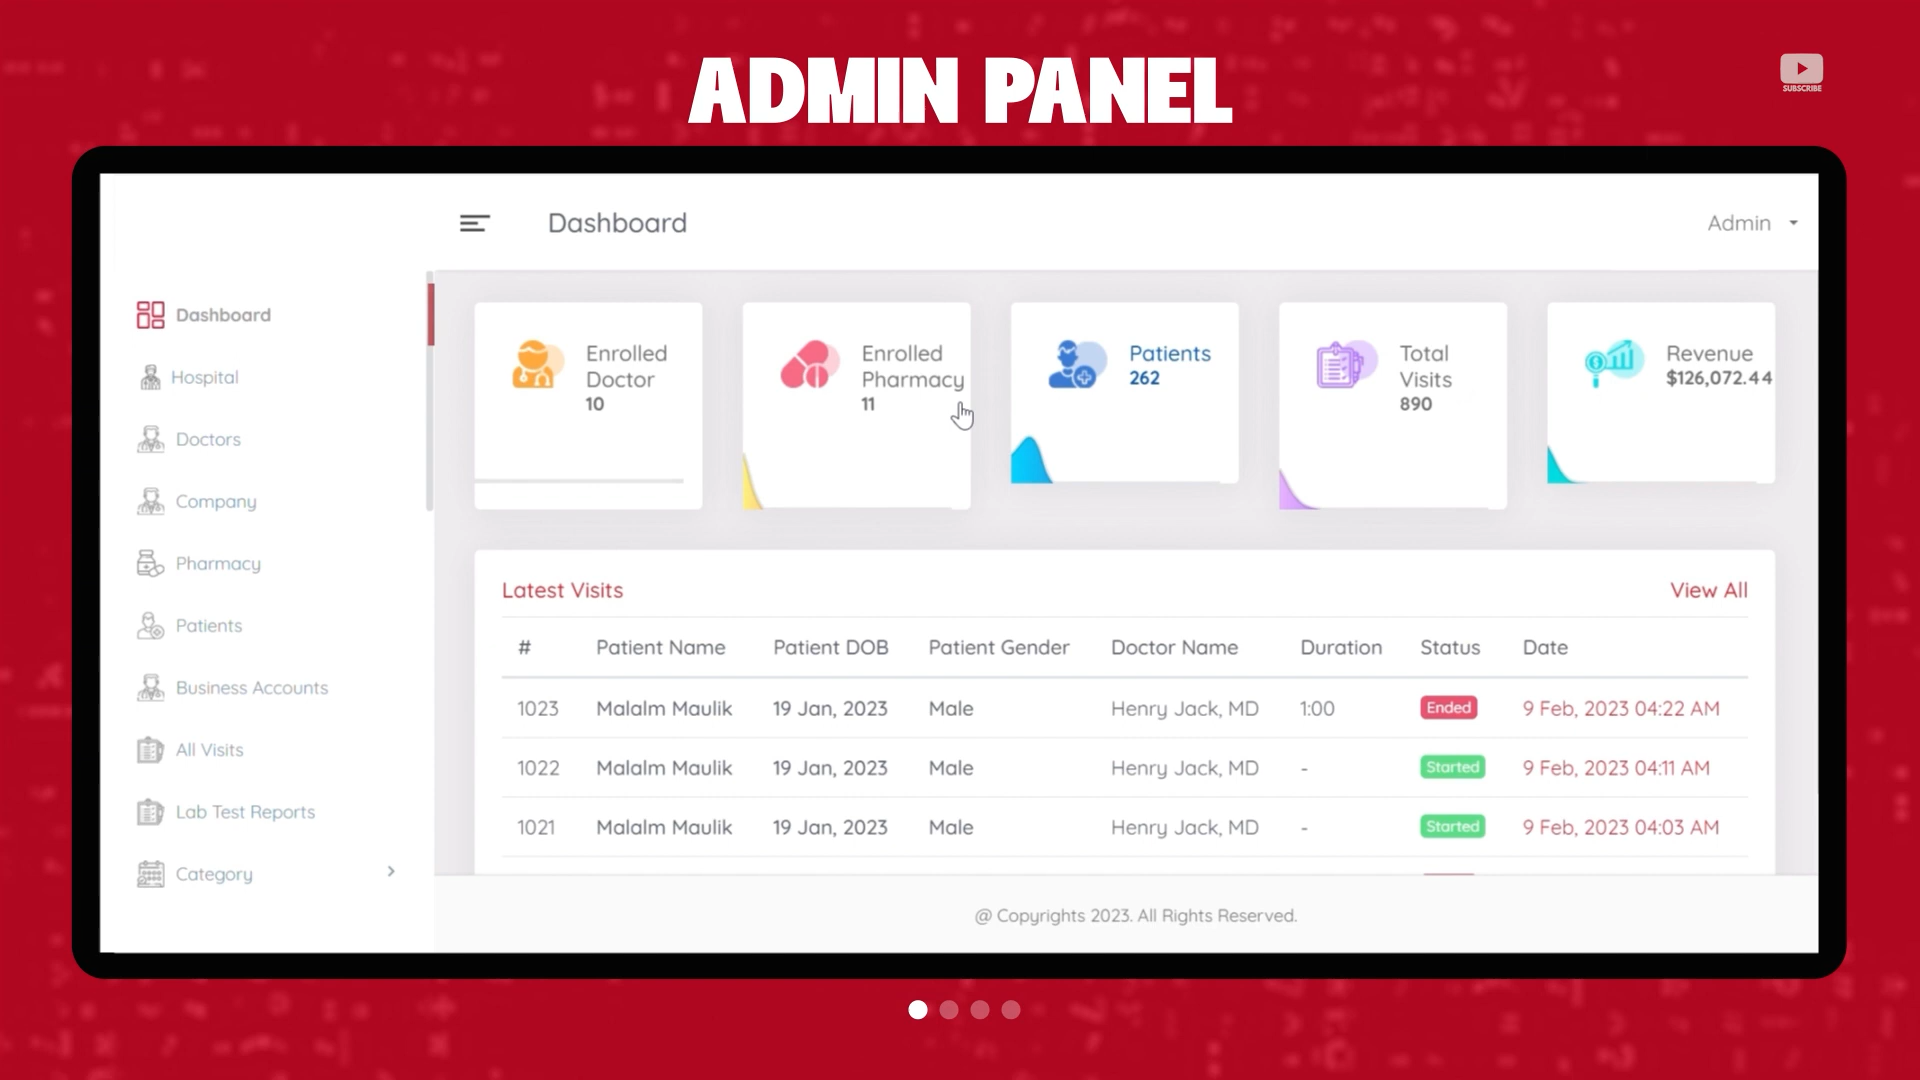 ADMIN PANEL
SUBSCRIBE
Dashboard
Admin
Dashboard
Hospital
Doctors
Company
Pharmacy
Patients
Business Accounts
All Visits
Lab Test Reports
Category
Enrolled
Doctor
10
Enrolled
Pharmacy
11
Patients
262
Total
Visits
890
Revenue
$126,072.44
Latest Visits View All
# Patient Name Patient DOB Patient Gender Doctor Name Duration Status Date
1023 Malalm Maulik 19 Jan, 2023 Male Henry Jack, MD 1:00 Ended 9 Feb, 2023 04:22 AM
1022 Malalm Maulik 19 Jan, 2023 Male Henry Jack, MD - Started 9 Feb, 2023 04:11 AM
1021 Malalm Maulik 19 Jan, 2023 Male Henry Jack, MD - Started 9 Feb, 2023 04:03 AM
@ Copyrights 2023. All Rights Reserved.